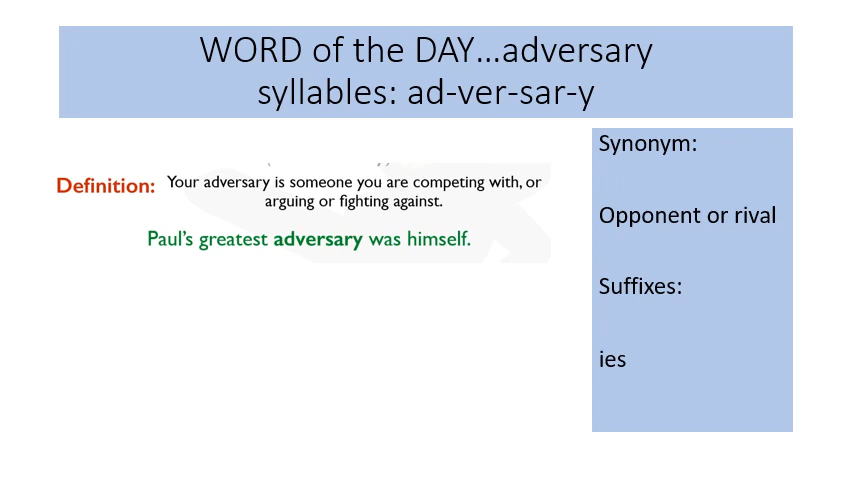 WORD of the DAY...adversary
syllables: ad-ver-sar-y
Definition: Your adversary is someone you are competing with, or
arguing or fighting against.
Paul's greatest adversary was himself.
Synonym:
Opponent or rival
Suffixes:
ies